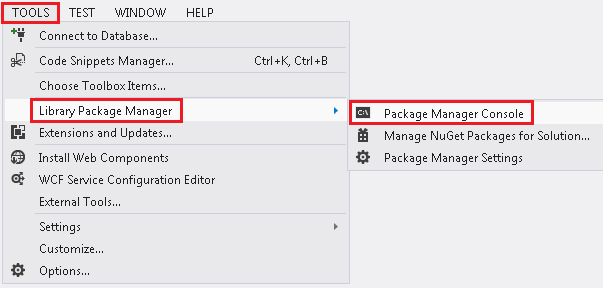 TOOLS TEST WINDOW HELP
Connect to Database...
Code Snippets Manager... Ctrl+K, Ctrl+B
Choose Toolbox Items...
Library Package Manager
Extensions and Updates...
Install Web Components
WCF Service Configuration Editor
External Tools...
Settings
Customize...
Options...
C:\
Package Manager Console
Manage NuGet Packages for Solution...
Package Manager Settings